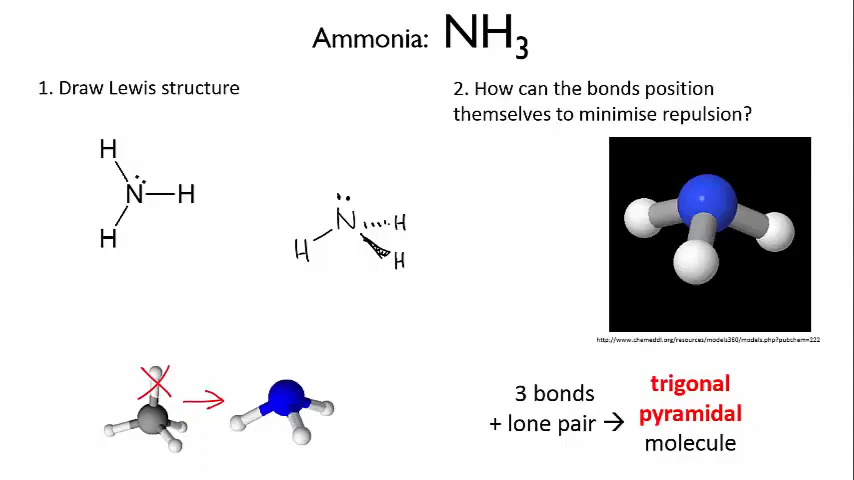 Ammonia: NH3
1. Draw Lewis structure
2. How can the bonds position
themselves to minimise repulsion?
H
N H
H
N H
H H
http://www.chemeddl.org/resources/models360/models.php?pubchem=222
3 bonds
+ lone pair →
trigonal
pyramidal
molecule